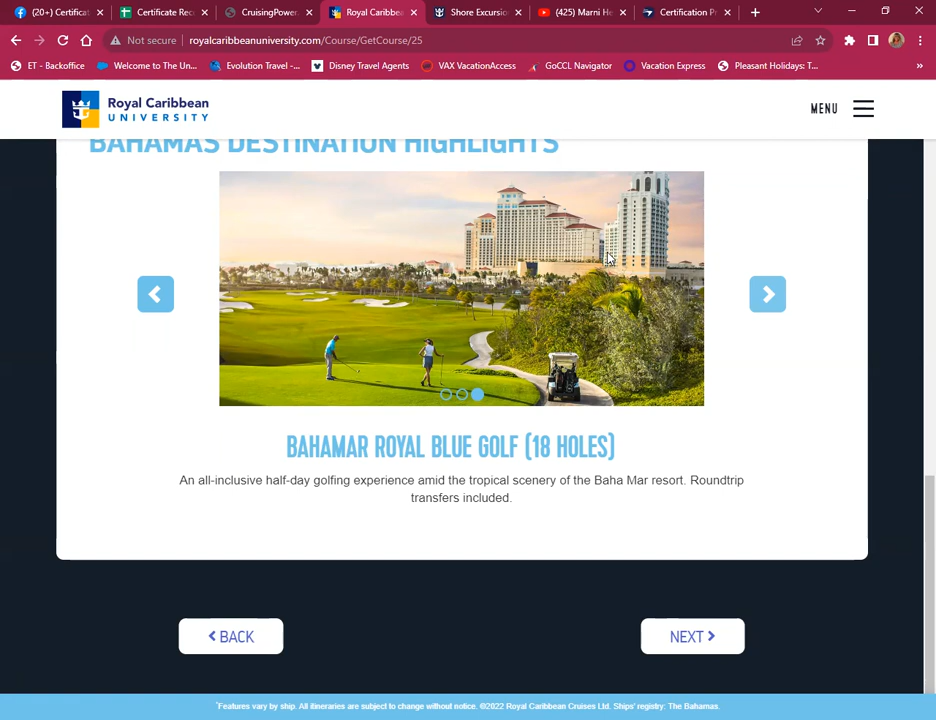 (20+) Certificat
Certificate Rec
CruisingPower
Royal Caribbea
Shore Excursion
(425) Marni He
Certification Pr
Not secure
royalcaribbeanuniversity.com/Course/GetCourse/25
ET - Backoffice
Welcome to The Un...
Evolution Travel -...
Disney Travel Agents
VAX VacationAccess
GoCCL Navigator
Vacation Express
Pleasant Holidays: T...
»
Royal Caribbean
UNIVERSITY
MENU
BAHAMAS DESTINATION HIGHLIGHTS
BAHAMAR ROYAL BLUE GOLF (18 HOLES)
An all-inclusive half-day golfing experience amid the tropical scenery of the Baha Mar resort. Roundtrip
transfers included.
BACK
NEXT
*Features vary by ship. All itineraries are subject to change without notice. ©2022 Royal Caribbean Cruises Ltd. Ships' registry: The Bahamas.